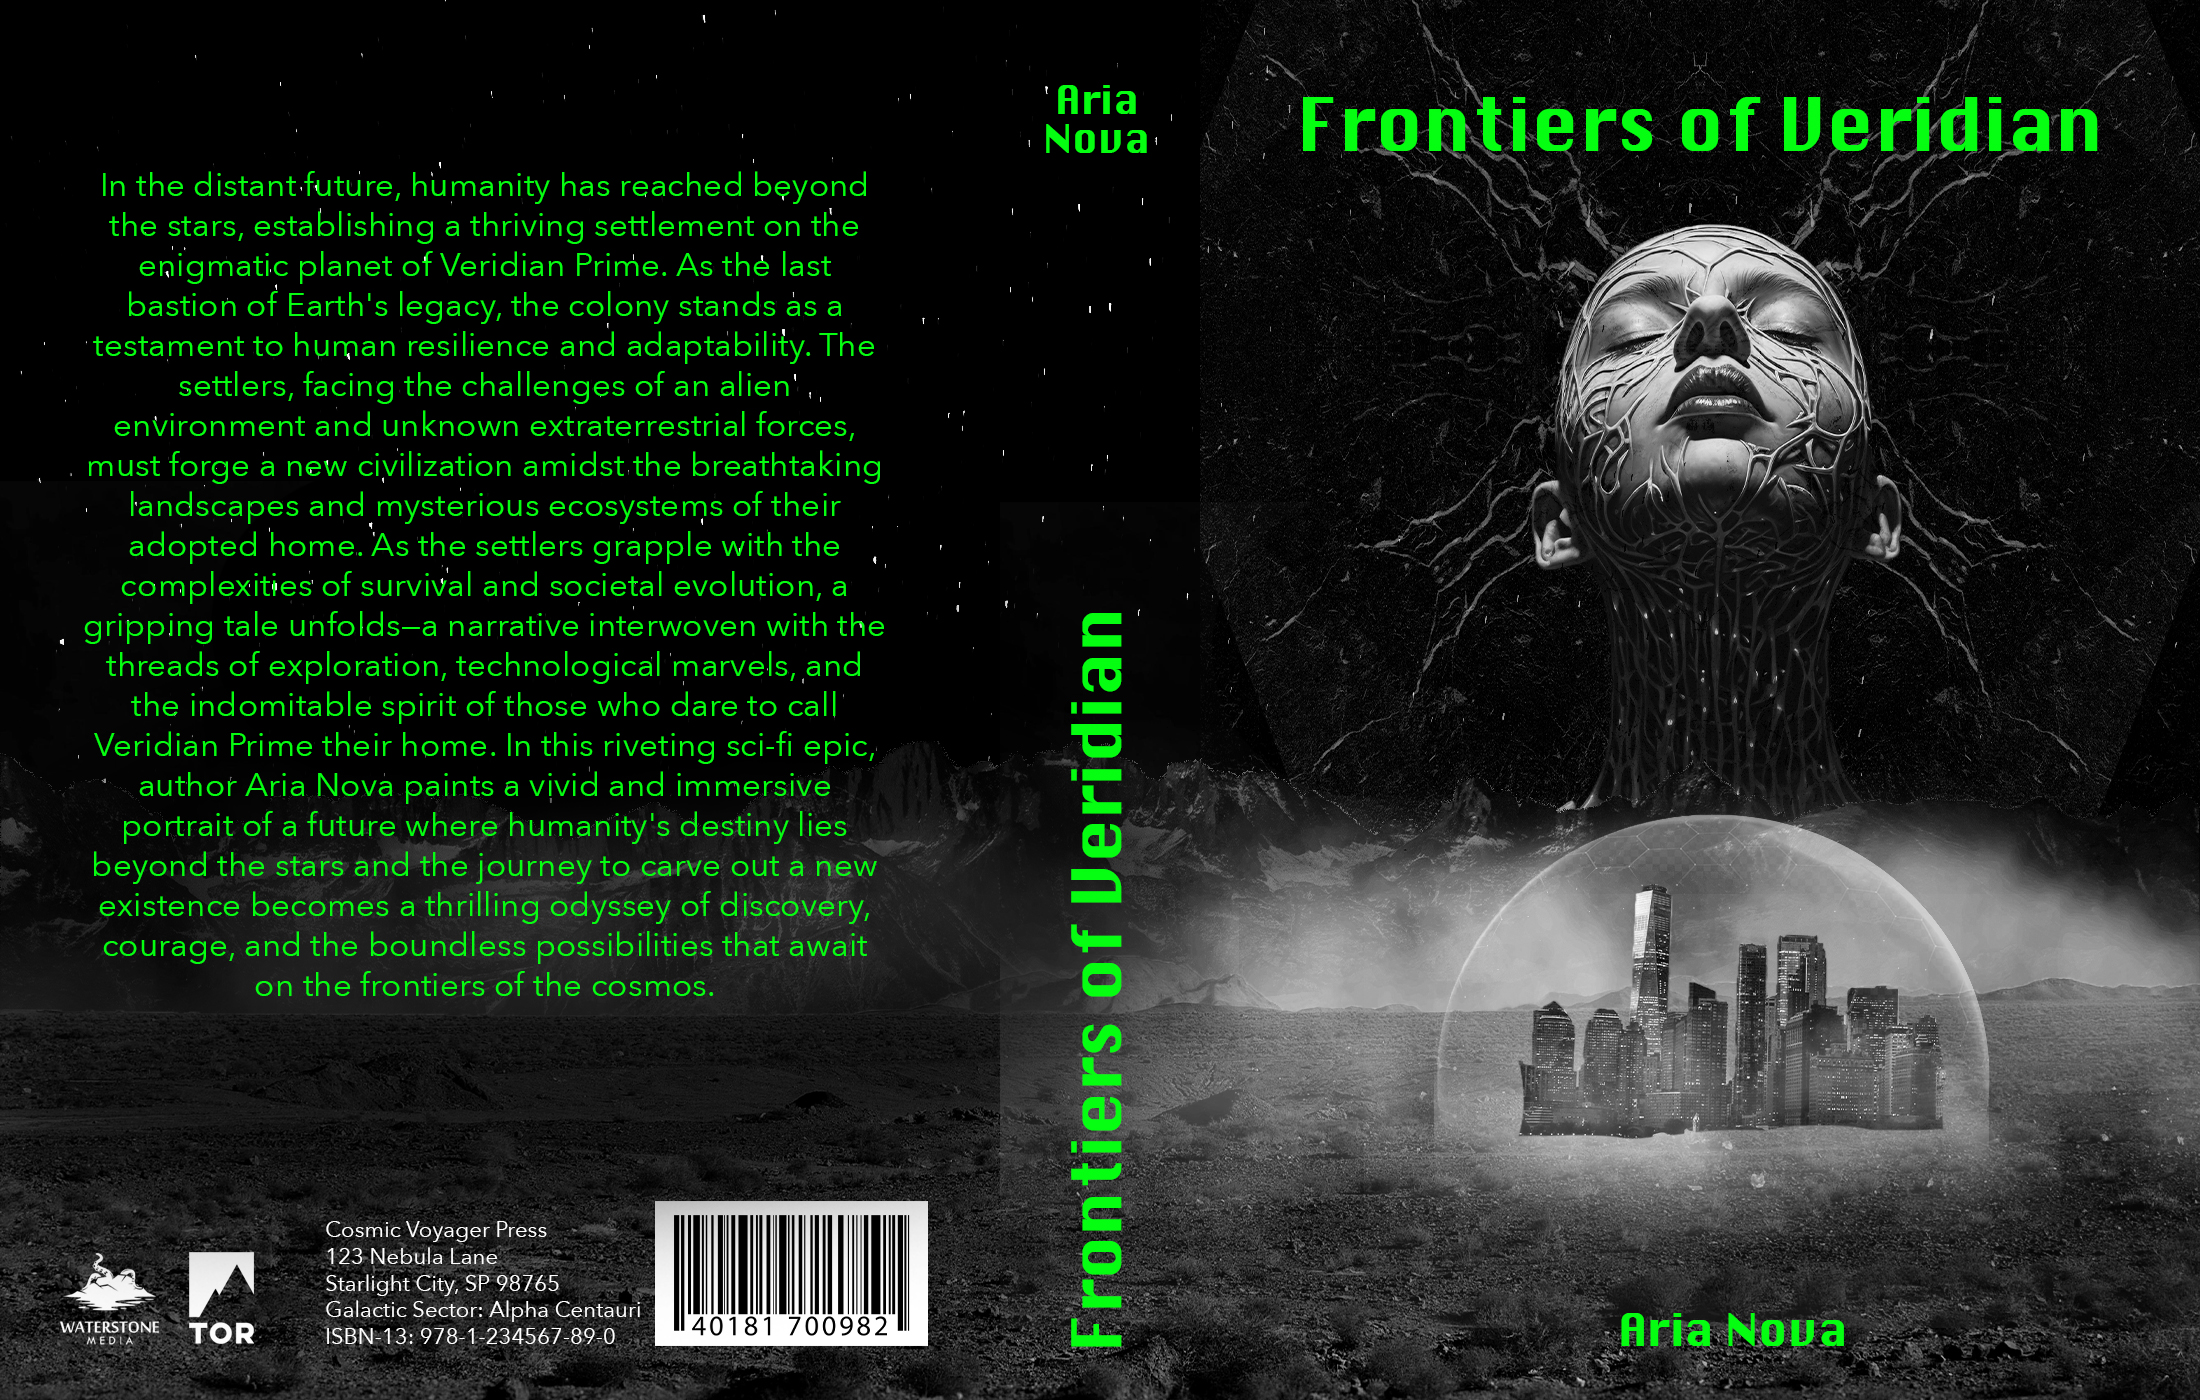 In the distant future, humanity has reached beyond
the stars, establishing a thriving settlement on the
enigmatic planet of Veridian Prime. As the last
bastion of Earth's legacy, the colony stands as a
testament to human resilience and adaptability. The
settlers, facing the challenges of an alien
environment and unknown extraterrestrial forces,
must forge a new civilization amidst the breathtaking
landscapes and mysterious ecosystems of their
adopted home. As the settlers grapple with the
complexities of survival and societal evolution, a
gripping tale unfolds—a narrative interwoven with the
threads of exploration, technological marvels, and
the indomitable spirit of those who dare to call
Veridian Prime their home. In this riveting sci-fi epic,
author Aria Nova paints a vivid and immersive
portrait of a future where humanity's destiny lies
beyond the stars and the journey to carve out a new
existence becomes a thrilling odyssey of discovery,
courage, and the boundless possibilities that await
on the frontiers of the cosmos.
WATERSTONE
MEDIA
TOR
Cosmic Voyager Press
123 Nebula Lane
Starlight City, SP 98765
Galactic Sector: Alpha Centauri
ISBN-13: 978-1-234567-89-0
40181 700982
Aria
Nova
Frontiers of Veridian
Frontiers of Veridian
Aria Nova